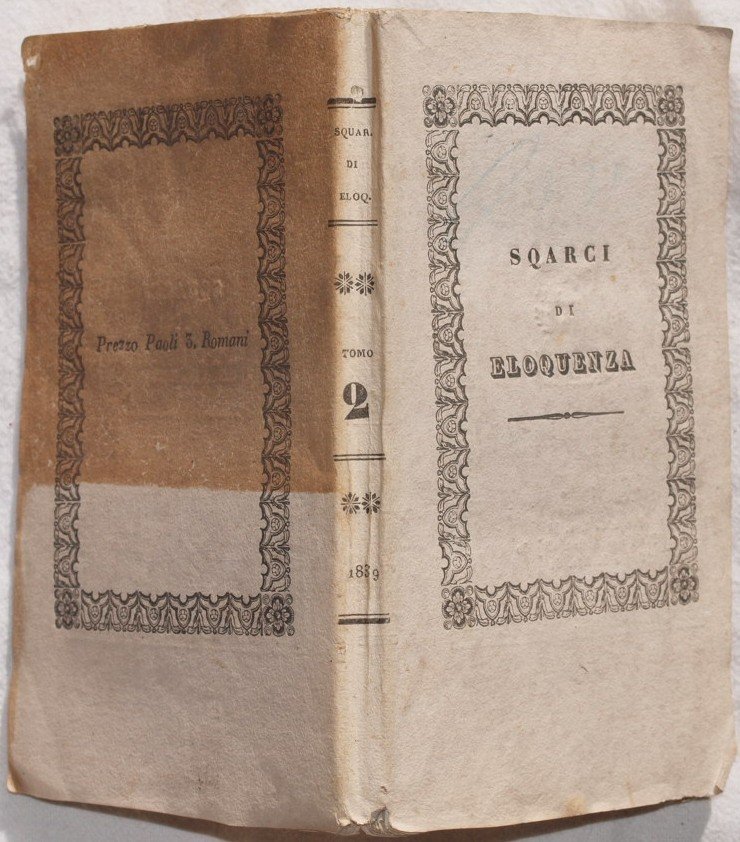 Prezzo Paoli 3. Romani
SQUAR.
DI
ELOQ.
TOMO
2
1839
SQARCI
DI
ELOQUENZA